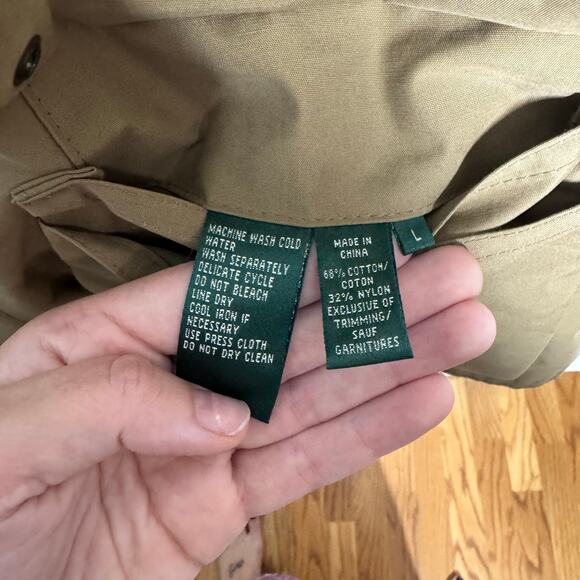 MACHINE WASH COLD
WATER
WASH SEPARATELY
DELICATE CYCLE
DO NOT BLEACH
LINE DRY
COOL IRON IF
NECESSARY
USE PRESS CLOTH
DO NOT DRY CLEAN
MADE IN
CHINA
68% COTTON/
COTON
32% NYLON
EXCLUSIVE OF
TRIMMING/
SAUF
GARNITURES
L